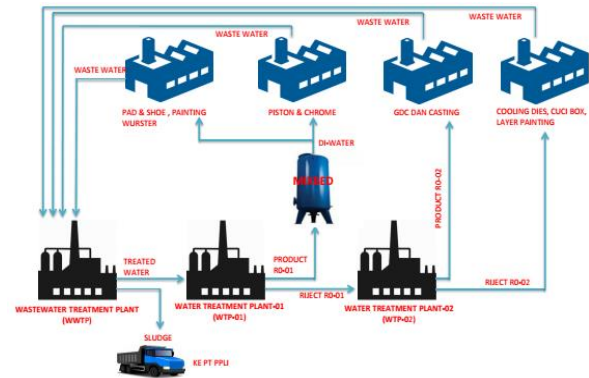 WASTE WATER
WASTE WATER
WASTE WATER
WASTE WATER
PAD & SHOE , PAINTING
WURSTER
PISTON & CHROME
GDC DAN CASTING
COOLING DIES, CUCI BOX,
LAYER PAINTING
DI-WATER
MIXBED
PRODUCT RO-02
TREATED
WATER
PRODUCT
RO-01
RIJECT RO-01
RIJECT RO-02
WASTEWATER TREATMENT PLANT
(WWTP)
WATER TREATMENT PLANT-01
(WTP-01)
WATER TREATMENT PLANT-02
(WTP-02)
SLUDGE
KE PT PPLI